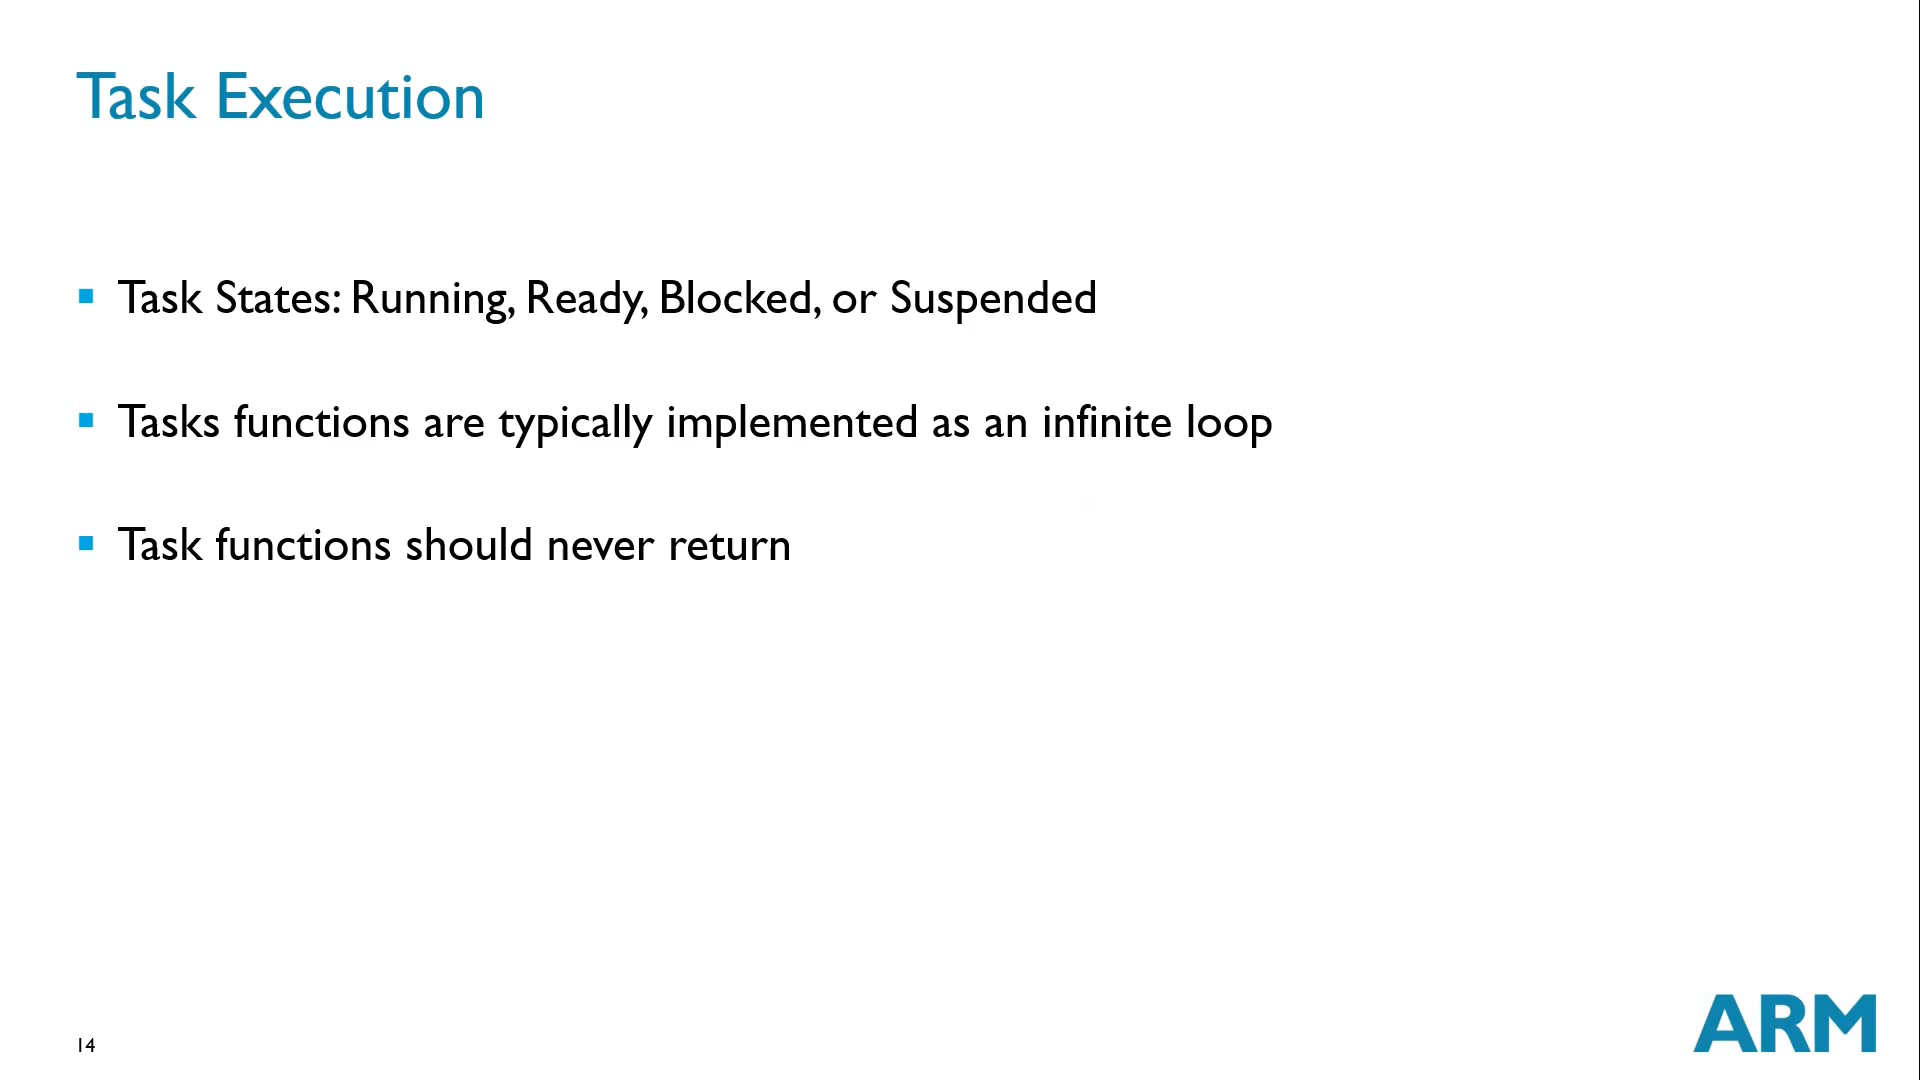 Task Execution
Task States: Running, Ready, Blocked, or Suspended
Tasks functions are typically implemented as an infinite loop
Task functions should never return
14
ARM